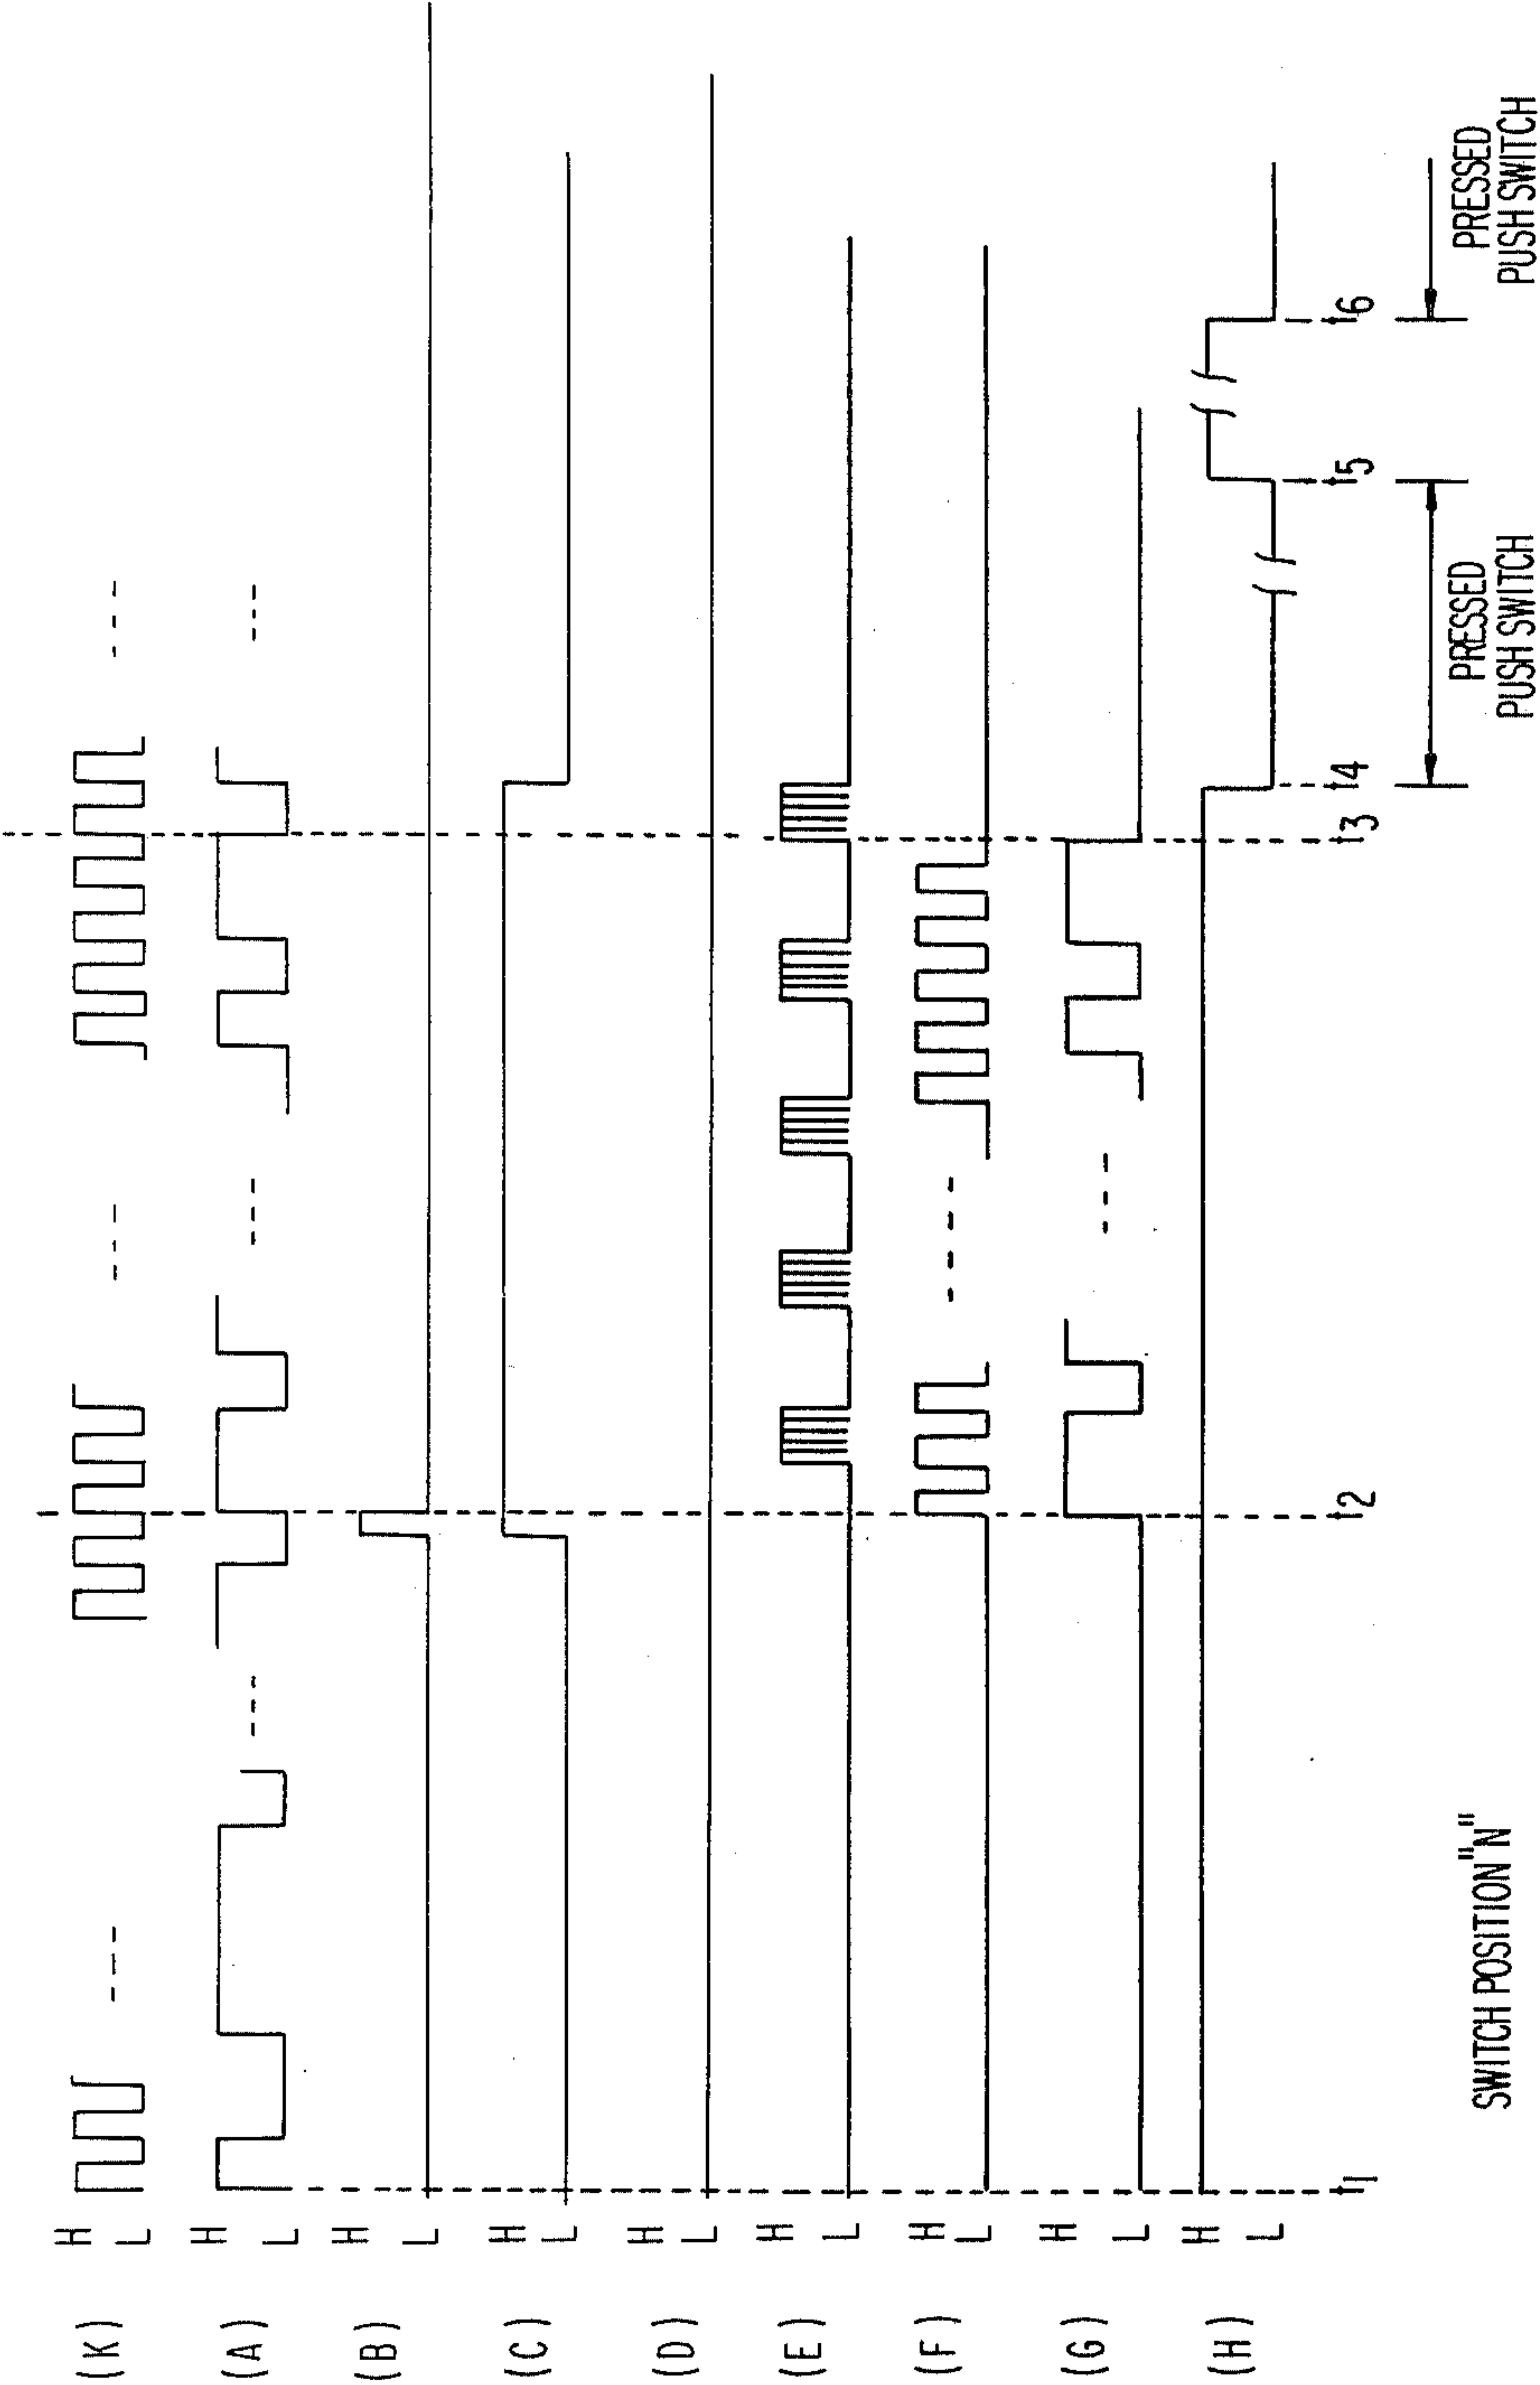 (K) H L
(A) H L
(B) H L
(C) H L
(D) H L
(E) H L
(F) H L
(G) H L
(H) H L
t1 t2 t3 t4 t5 t6
PRESSED
PUSH SWITCH
PRESSED
PUSH SWITCH
SWITCH POSITION "N"